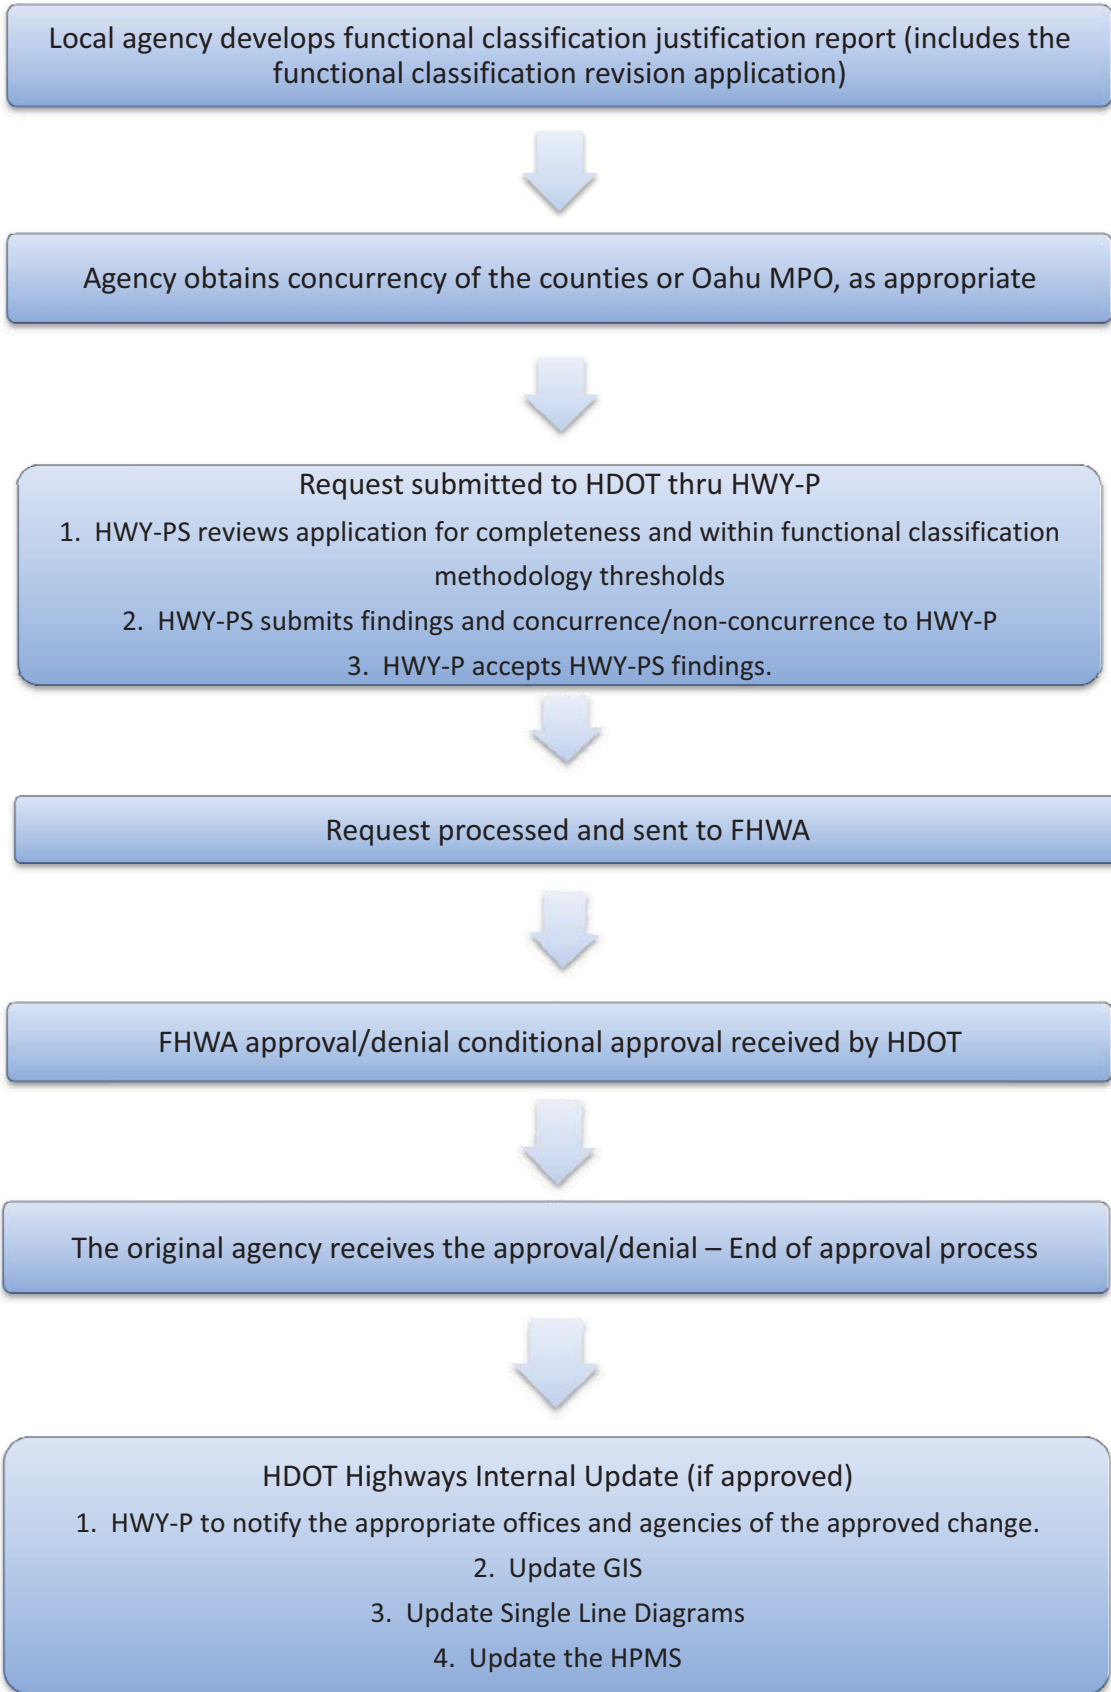 Local agency develops functional classification justification report (includes the
functional classification revision application)
Agency obtains concurrency of the counties or Oahu MPO, as appropriate
Request submitted to HDOT thru HWY-P
1. HWY-PS reviews application for completeness and within functional classification
methodology thresholds
2. HWY-PS submits findings and concurrence/non-concurrence to HWY-P
3. HWY-P accepts HWY-PS findings.
Request processed and sent to FHWA
FHWA approval/denial conditional approval received by HDOT
The original agency receives the approval/denial – End of approval process
HDOT Highways Internal Update (if approved)
1. HWY-P to notify the appropriate offices and agencies of the approved change.
2. Update GIS
3. Update Single Line Diagrams
4. Update the HPMS